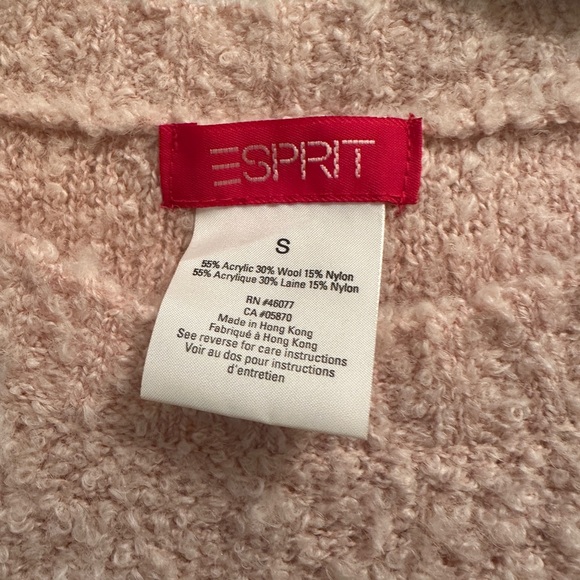 ESPRIT
S
55% Acrylic 30% Wool 15% Nylon
55% Acrylique 30% Laine 15% Nylon
RN #46077
CA #05870
Made in Hong Kong
Fabriqué à Hong Kong
See reverse for care instructions
Voir au dos pour instructions
d'entretien